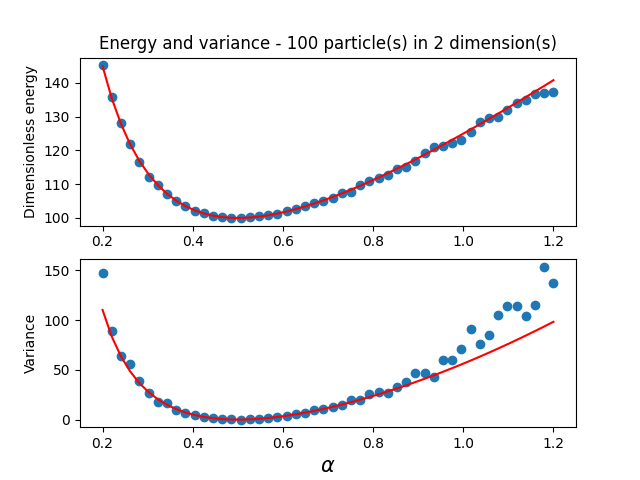 Energy and variance - 100 particle(s) in 2 dimension(s)
Dimensionless energy
140
130
120
110
100
0.2 0.4 0.6 0.8 1.0 1.2
Variance
150
100
50
0
0.2 0.4 0.6 0.8 1.0 1.2
α